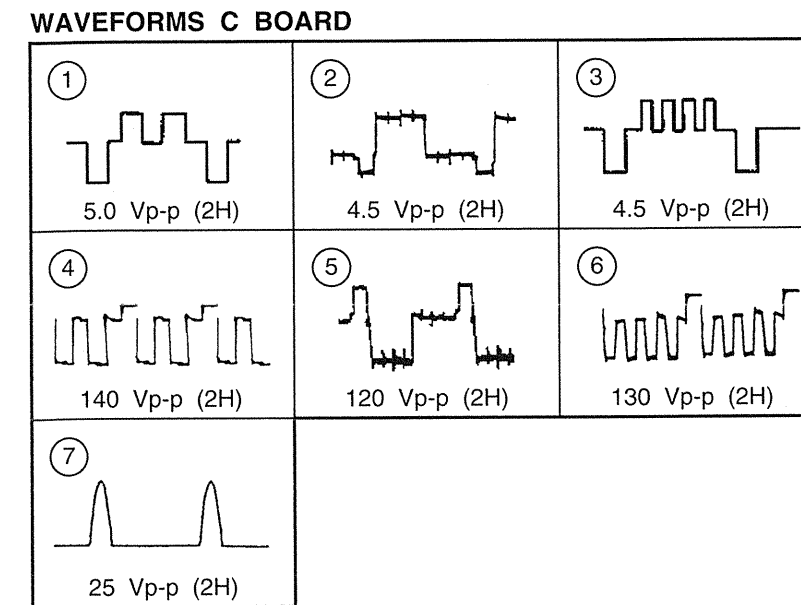 WAVEFORMS C BOARD
1 2 3
5.0 Vp-p (2H) 4.5 Vp-p (2H) 4.5 Vp-p (2H)
4 5 6
140 Vp-p (2H) 120 Vp-p (2H) 130 Vp-p (2H)
7
25 Vp-p (2H)